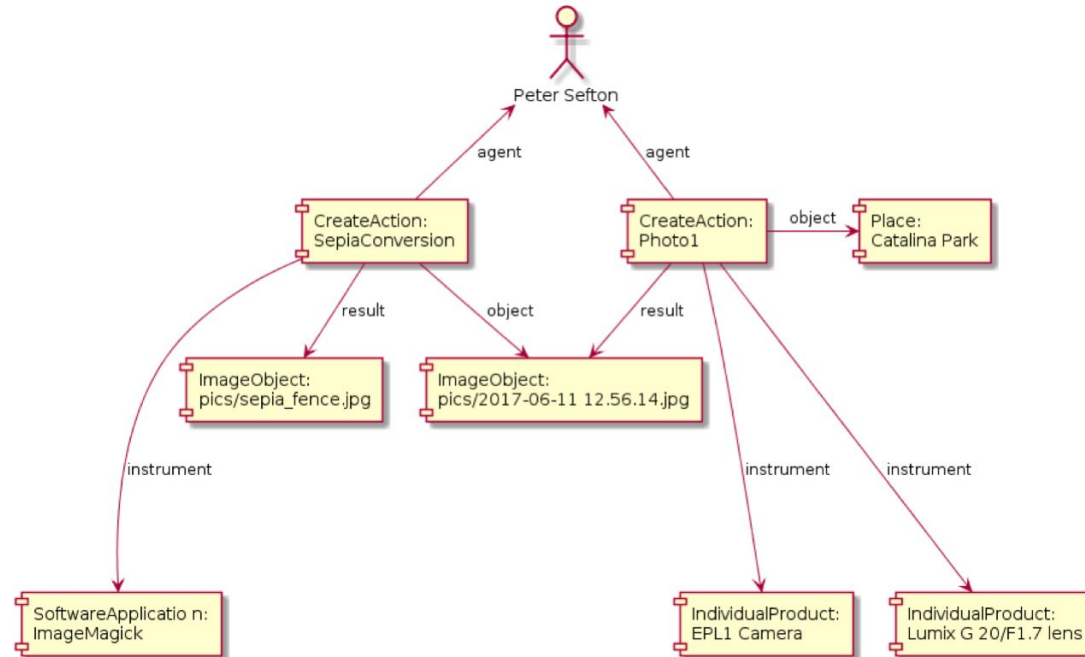 Peter Sefton
agent
agent
CreateAction:
SepiaConversion
CreateAction:
Photo1
object
Place:
Catalina Park
result
object
result
ImageObject:
pics/sepia_fence.jpg
ImageObject:
pics/2017-06-11 12.56.14.jpg
instrument
instrument
instrument
SoftwareApplicatio n:
ImageMagick
IndividualProduct:
EPL1 Camera
IndividualProduct:
Lumix G 20/F1.7 lens